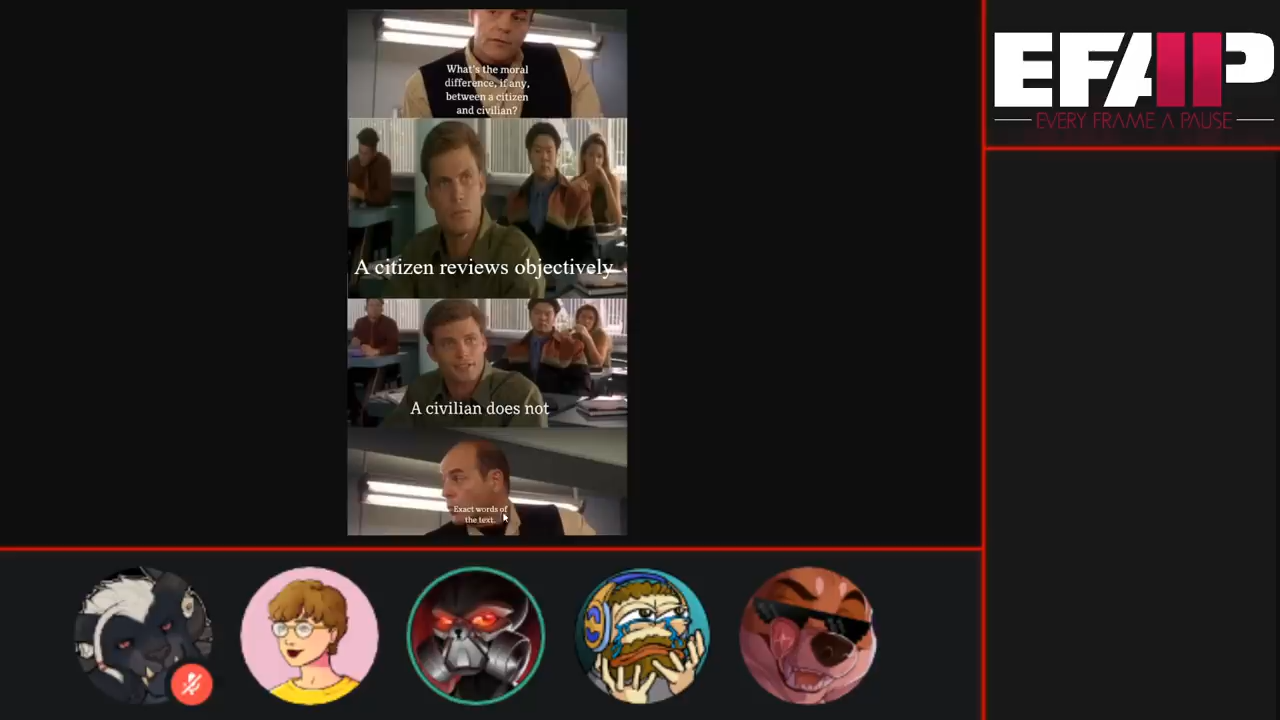 What's the moral
difference, if any,
between a citizen
and civilian?
A citizen reviews objectively
A civilian does not
Exact words of
the text.
EFAP
EVERY FRAME A PAUSE